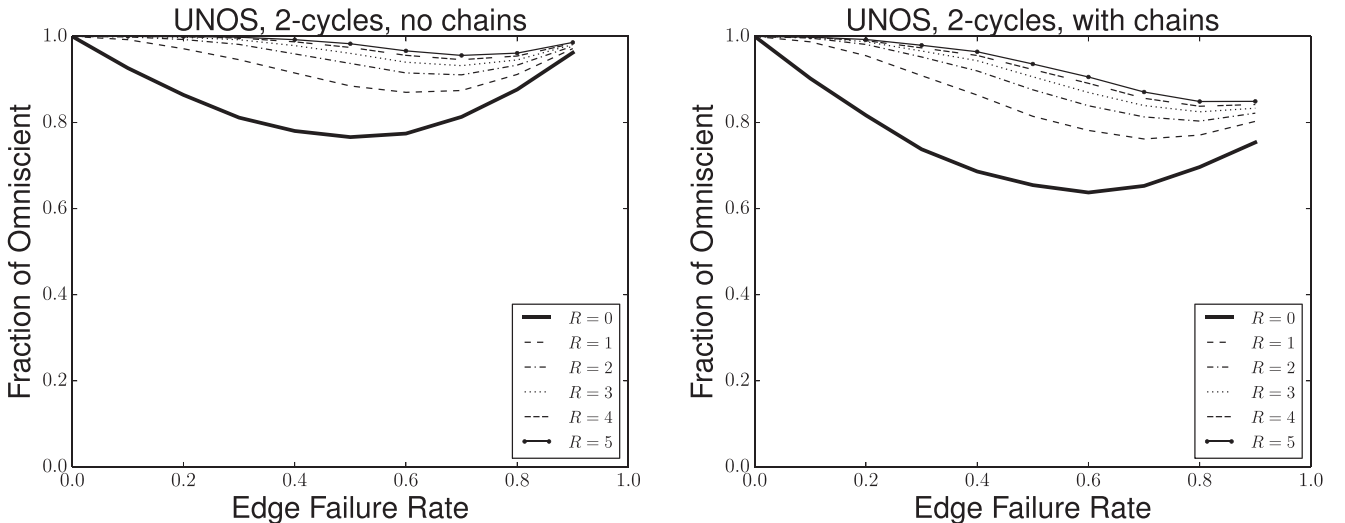 UNOS, 2-cycles, no chains
Fraction of Omniscient
1.0
0.8
0.6
0.4
0.2
0.0
R = 0
R = 1
R = 2
R = 3
R = 4
R = 5
0.0 0.2 0.4 0.6 0.8 1.0
Edge Failure Rate
UNOS, 2-cycles, with chains
Fraction of Omniscient
1.0
0.8
0.6
0.4
0.2
0.0
R = 0
R = 1
R = 2
R = 3
R = 4
R = 5
0.0 0.2 0.4 0.6 0.8 1.0
Edge Failure Rate